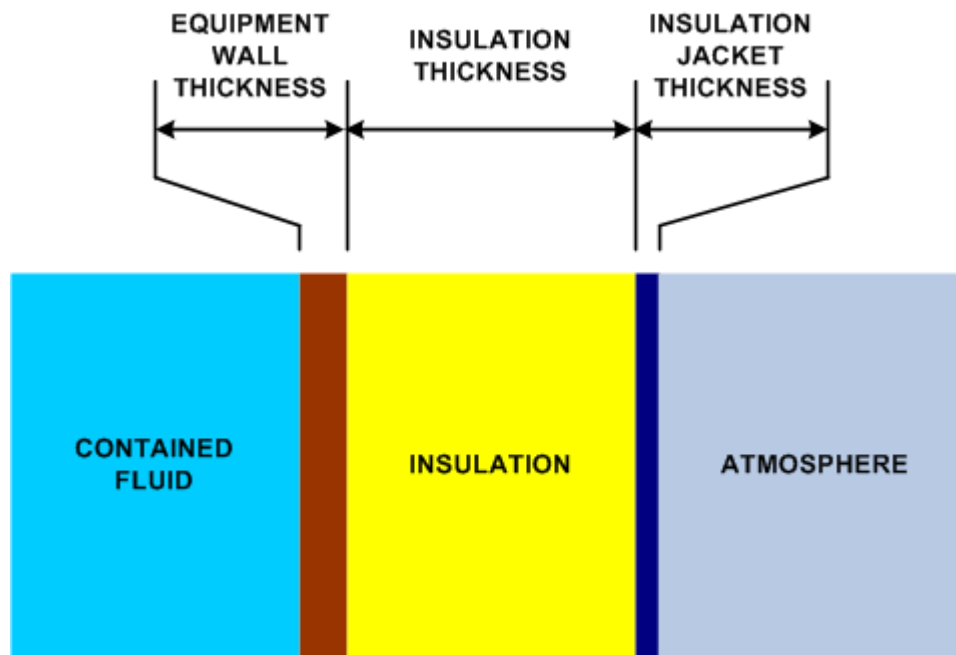 EQUIPMENT
WALL
THICKNESS
INSULATION
THICKNESS
INSULATION
JACKET
THICKNESS
CONTAINED
FLUID
INSULATION
ATMOSPHERE